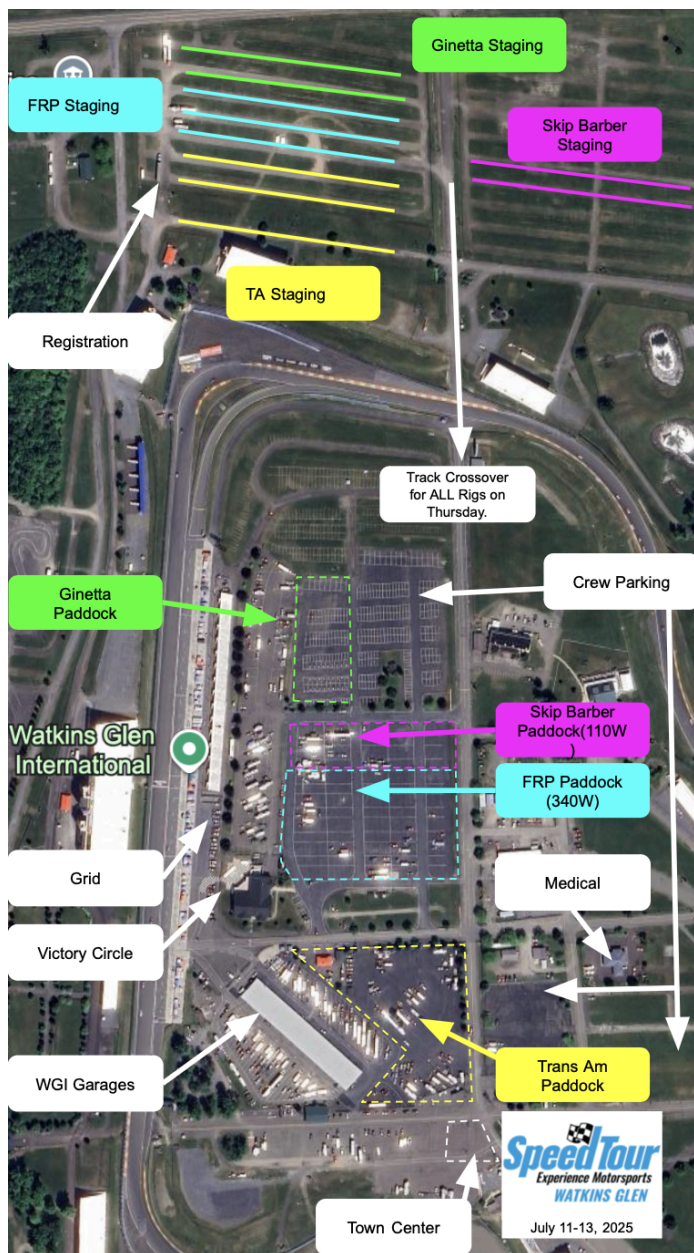 Ginetta Staging
FRP Staging
Skip Barber
Staging
TA Staging
Registration
Track Crossover
for ALL Rigs on
Thursday.
Ginetta
Paddock
Crew Parking
Skip Barber
Paddock(110W
)
Watkins Glen
International
FRP Paddock
(340W)
Grid
Medical
Victory Circle
WGI Garages
Trans Am
Paddock
SpeedTour
Experience Motorsports
WATKINS GLEN
July 11-13, 2025
Town Center